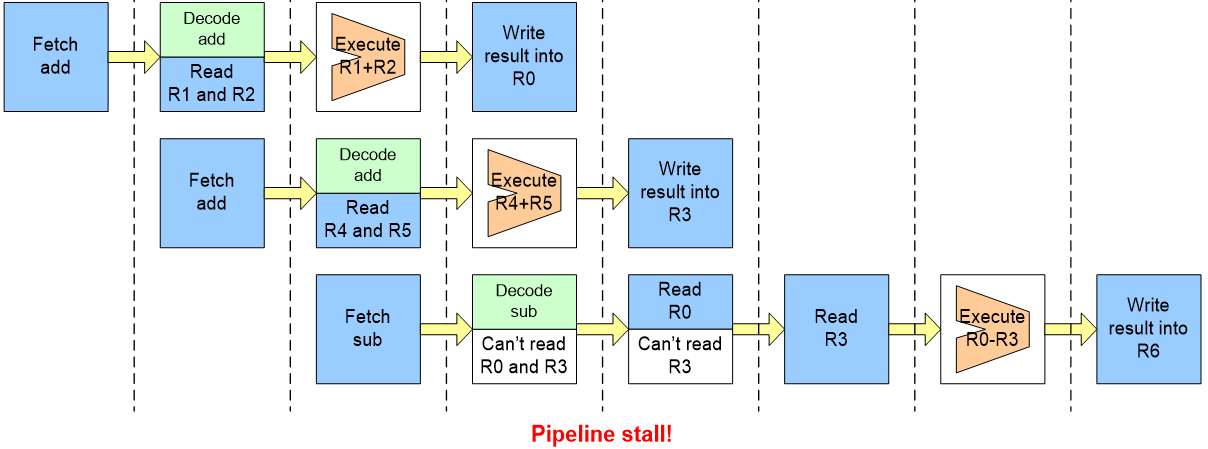 Fetch
add
Decode
add
Read
R1 and R2
Execute
R1+R2
Write
result into
R0
Fetch
add
Decode
add
Read
R4 and R5
Execute
R4+R5
Write
result into
R3
Fetch
sub
Decode
sub
Can't read
R0 and R3
Read
R0
Can't read
R3
Read
R3
Execute
R0-R3
Write
result into
R6
Pipeline stall!